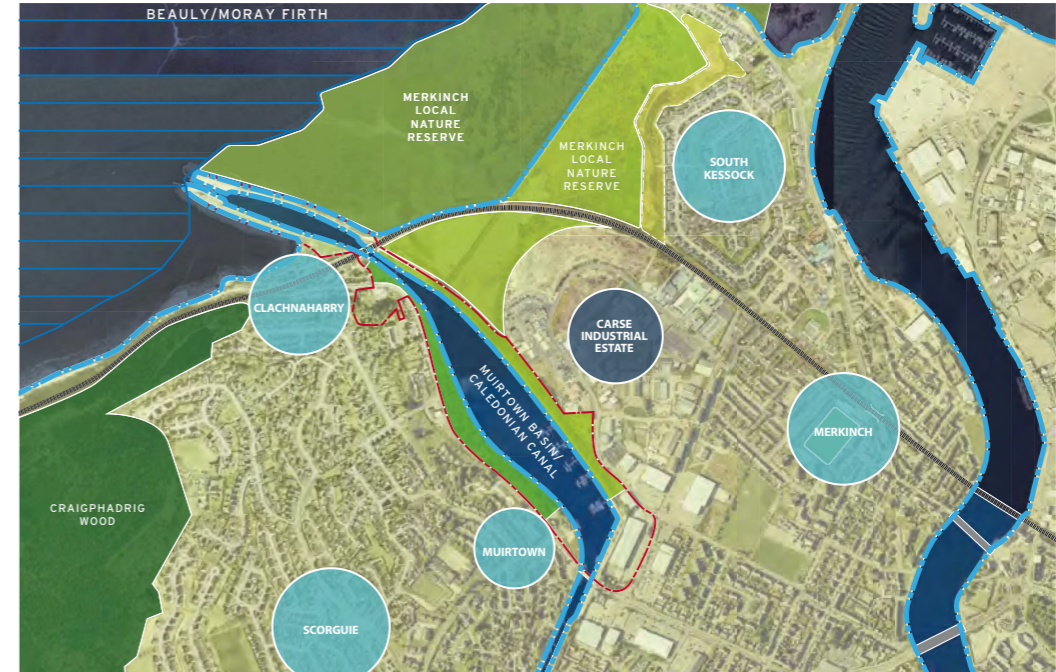 BEAULY/MORAY FIRTH
MERKINCH
LOCAL
NATURE
RESERVE
MERKINCH
LOCAL
NATURE
RESERVE
SOUTH
KESSOCK
CLACHNAHARRY
CARSE
INDUSTRIAL
ESTATE
MUIRTOWN BASIN/
CALEDONIAN CANAL
MERKINCH
CRAIGPHADRIG
WOOD
MUIRTOWN
SCORGUIE